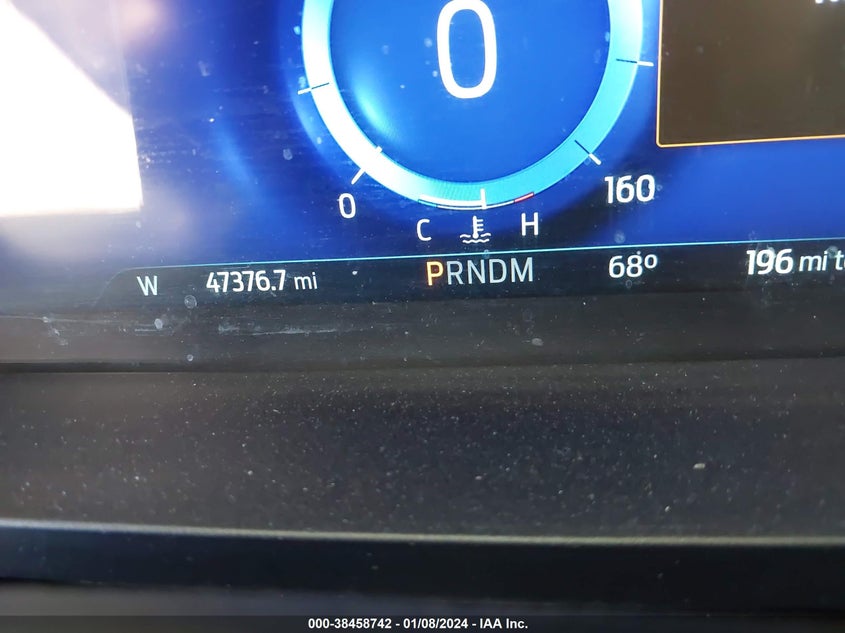 0
0
160
C
H
W 47376.7 mi PRNDM 68° 196 mi
000-38458742 - 01/08/2024 - IAA Inc.